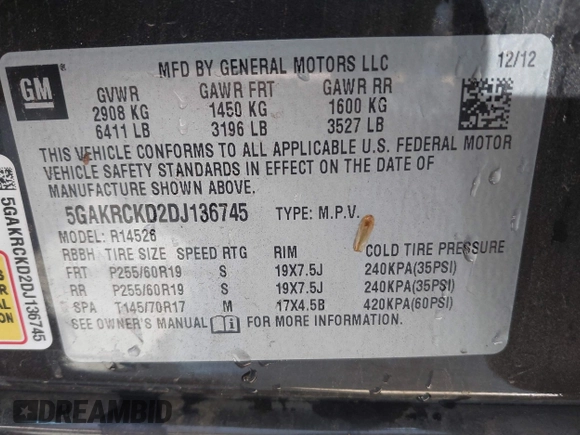 MFD BY GENERAL MOTORS LLC 12/12
GM
GVWR GAWR FRT GAWR RR
2908 KG 1450 KG 1600 KG
6411 LB 3196 LB 3527 LB
THIS VEHICLE CONFORMS TO ALL APPLICABLE U.S. FEDERAL MOTOR
VEHICLE SAFETY STANDARDS IN EFFECT ON THE DATE OF
MANUFACTURE SHOWN ABOVE.
5GAKRCKD2DJ136745 TYPE: M.P.V.
MODEL: R14526
RBBH TIRE SIZE SPEED RTG RIM COLD TIRE PRESSURE
FRT P255/60R19 S 19X7.5J 240KPA(35PSI)
RR P255/60R19 S 19X7.5J 240KPA(35PSI)
SPA T145/70R17 M 17X4.5B 420KPA(60PSI)
SEE OWNER'S MANUAL FOR MORE INFORMATION.
5GAKRCKD2DJ136745
DREAMBID